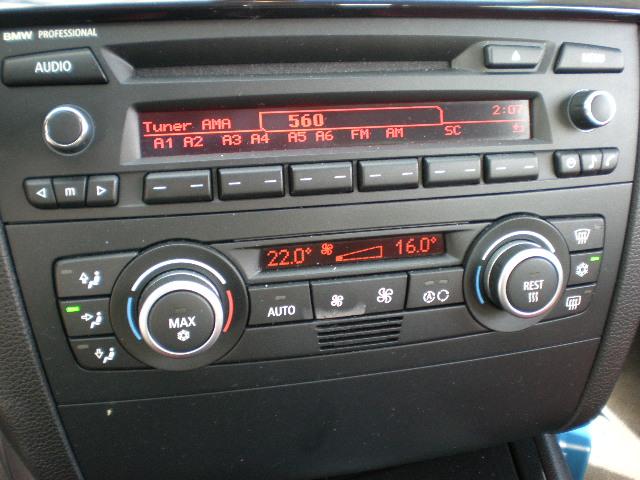 BMW PROFESSIONAL
AUDIO
MENU
Tuner AMA 560 2:07
A1 A2 A3 A4 A5 A6 FM AM SC
m
22.0° 16.0°
MAX
AUTO
A
REST